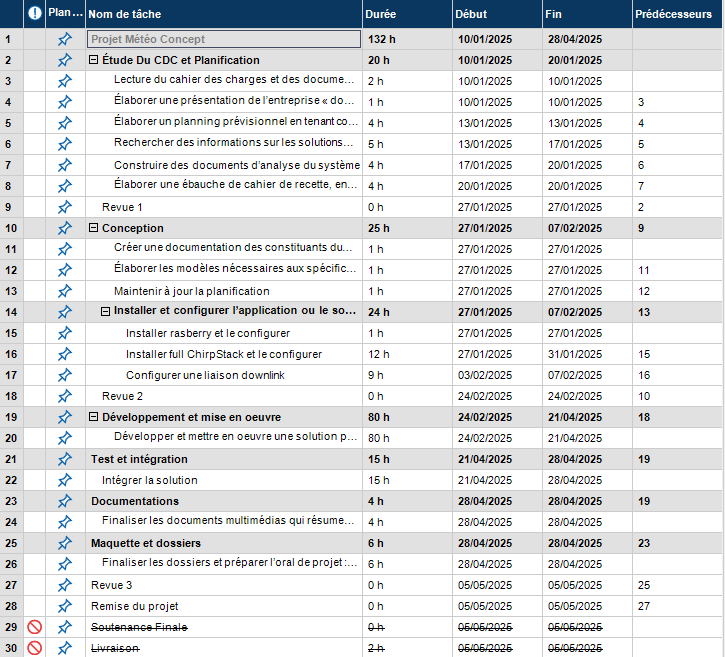 Plan ... Nom de tâche Durée Début Fin Prédécesseurs
1 Projet Météo Concept 132 h 10/01/2025 28/04/2025
2 Étude Du CDC et Planification 20 h 10/01/2025 20/01/2025
3 Lecture du cahier des charges et des docume... 2 h 10/01/2025 10/01/2025
4 Élaborer une présentation de l'entreprise « do... 1 h 10/01/2025 10/01/2025 3
5 Élaborer un planning prévisionnel en tenant co... 4 h 13/01/2025 13/01/2025 4
6 Rechercher des informations sur les solutions... 5 h 13/01/2025 17/01/2025 5
7 Construire des documents d'analyse du système 4 h 17/01/2025 20/01/2025 6
8 Élaborer une ébauche de cahier de recette, en... 4 h 20/01/2025 20/01/2025 7
9 Revue 1 0 h 27/01/2025 27/01/2025 2
10 Conception 25 h 27/01/2025 07/02/2025 9
11 Créer une documentation des constituants du... 1 h 27/01/2025 27/01/2025
12 Élaborer les modèles nécessaires aux spécific... 1 h 27/01/2025 27/01/2025 11
13 Maintenir à jour la planification 1 h 27/01/2025 27/01/2025 12
14 Installer et configurer l'application ou le so... 24 h 27/01/2025 07/02/2025 13
15 Installer rasberry et le configurer 1 h 27/01/2025 27/01/2025
16 Installer full ChirpStack et le configurer 12 h 27/01/2025 31/01/2025 15
17 Configurer une liaison downlink 9 h 03/02/2025 07/02/2025 16
18 Revue 2 0 h 24/02/2025 24/02/2025 10
19 Développement et mise en oeuvre 80 h 24/02/2025 21/04/2025 18
20 Développer et mettre en oeuvre une solution p... 80 h 24/02/2025 21/04/2025
21 Test et intégration 15 h 21/04/2025 28/04/2025 19
22 Intégrer la solution 15 h 21/04/2025 28/04/2025
23 Documentations 4 h 28/04/2025 28/04/2025 19
24 Finaliser les documents multimédias qui résume... 4 h 28/04/2025 28/04/2025
25 Maquette et dossiers 6 h 28/04/2025 28/04/2025 23
26 Finaliser les dossiers et préparer l'oral de projet :... 6 h 28/04/2025 28/04/2025
27 Revue 3 0 h 05/05/2025 05/05/2025 25
28 Remise du projet 0 h 05/05/2025 05/05/2025 27
29 Soutenance Finale 0 h 05/05/2025 05/05/2025
30 Livraison 2 h 05/05/2025 05/05/2025